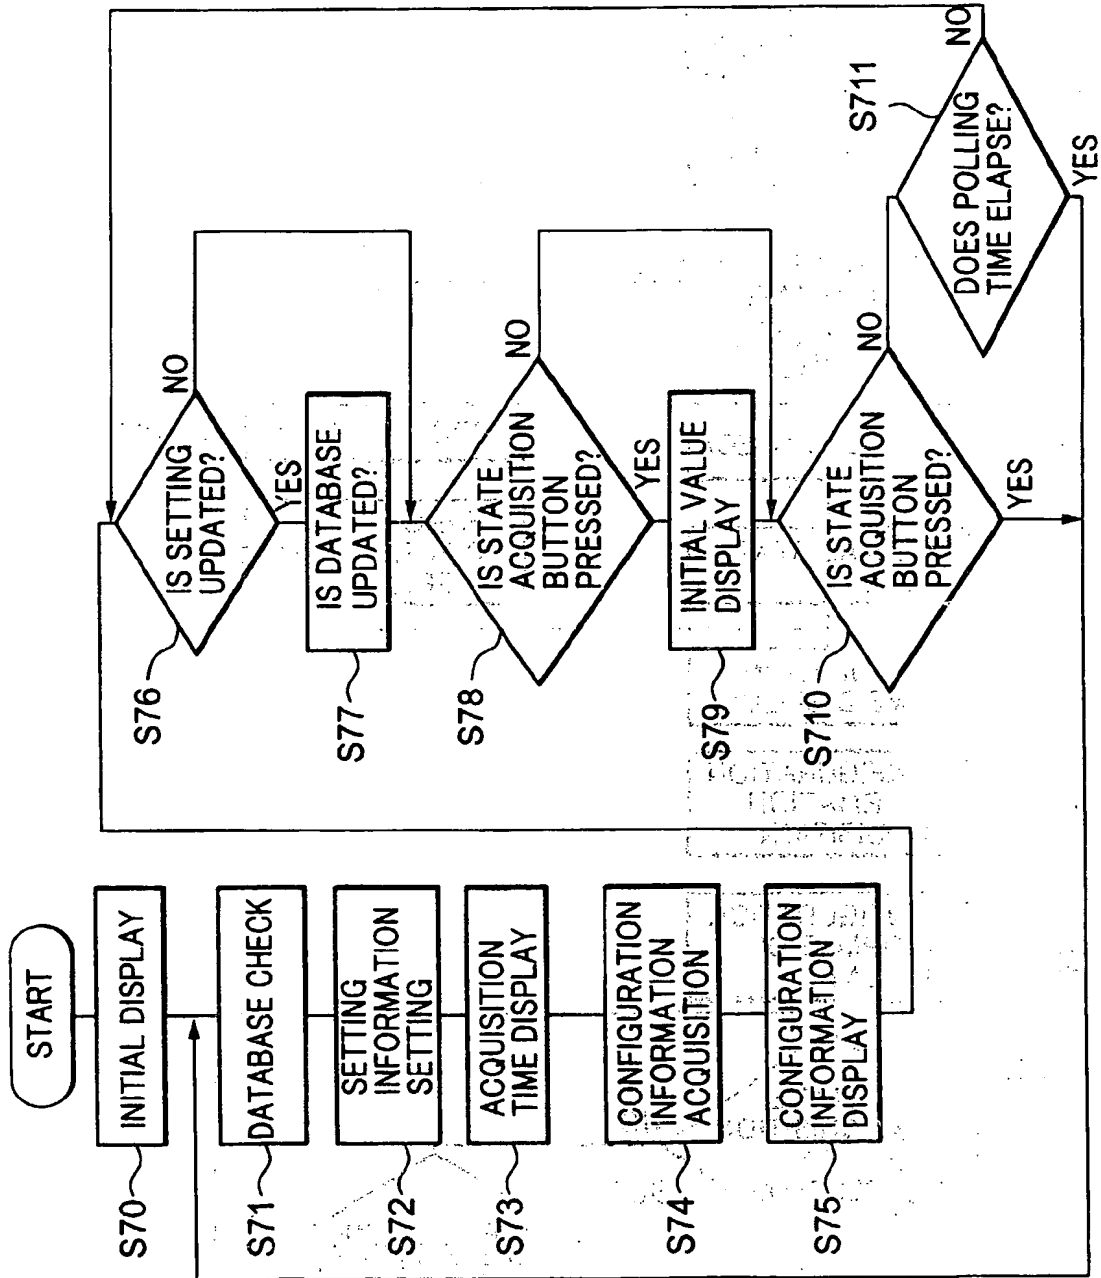 START
S70
INITIAL DISPLAY
S71
DATABASE CHECK
S72
SETTING
INFORMATION
SETTING
S73
ACQUISITION
TIME DISPLAY
S74
CONFIGURATION
INFORMATION
ACQUISITION
S75
CONFIGURATION
INFORMATION
DISPLAY
S76
IS SETTING
UPDATED?
NO
YES
S77
IS DATABASE
UPDATED?
S78
IS STATE
ACQUISITION
BUTTON
PRESSED?
NO
YES
S79
INITIAL VALUE
DISPLAY
S710
IS STATE
ACQUISITION
BUTTON
PRESSED?
NO
YES
S711
DOES POLLING
TIME ELAPSE?
NO
YES